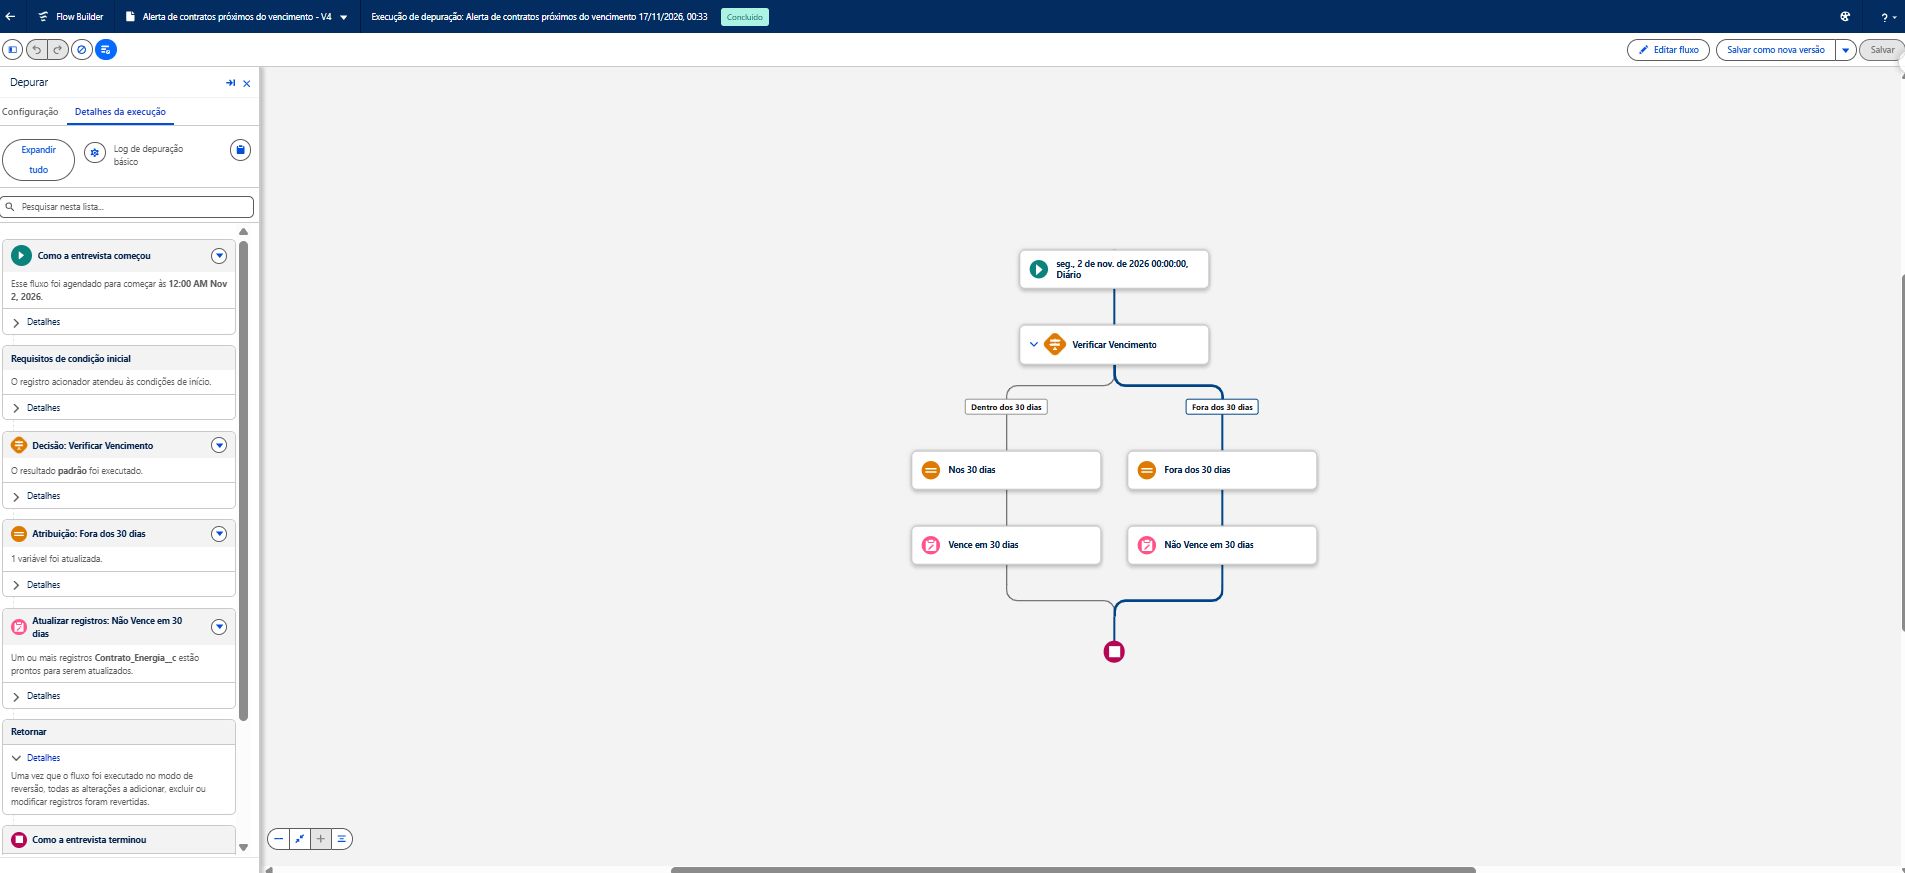 Flow Builder
Alerta de contratos próximos do vencimento - V4
Execução de depuração: Alerta de contratos próximos do vencimento 17/11/2026, 00:33
Concluído
?
Editar fluxo
Salvar como nova versão
Salvar
Depurar
Configuração
Detalhes da execução
Expandir
tudo
Log de depuração
básico
Pesquisar nesta lista...
Como a entrevista começou
Esse fluxo foi agendado para começar às 12:00 AM Nov
2, 2026.
Detalhes
Requisitos de condição inicial
O registro acionador atendeu às condições de início.
Detalhes
Decisão: Verificar Vencimento
O resultado padrão foi executado.
Detalhes
Atribuição: Fora dos 30 dias
1 variável foi atualizada.
Detalhes
Atualizar registros: Não Vence em 30
dias
Um ou mais registros Contrato_Energia__c estão
prontos para serem atualizados.
Detalhes
Retornar
Detalhes
Uma vez que o fluxo foi executado no modo de
reversão, todas as alterações a adicionar, excluir ou
modificar registros foram revertidas.
Como a entrevista terminou
seg., 2 de nov. de 2026 00:00:00,
Diário
Verificar Vencimento
Dentro dos 30 dias
Fora dos 30 dias
Nos 30 dias
Fora dos 30 dias
Vence em 30 dias
Não Vence em 30 dias